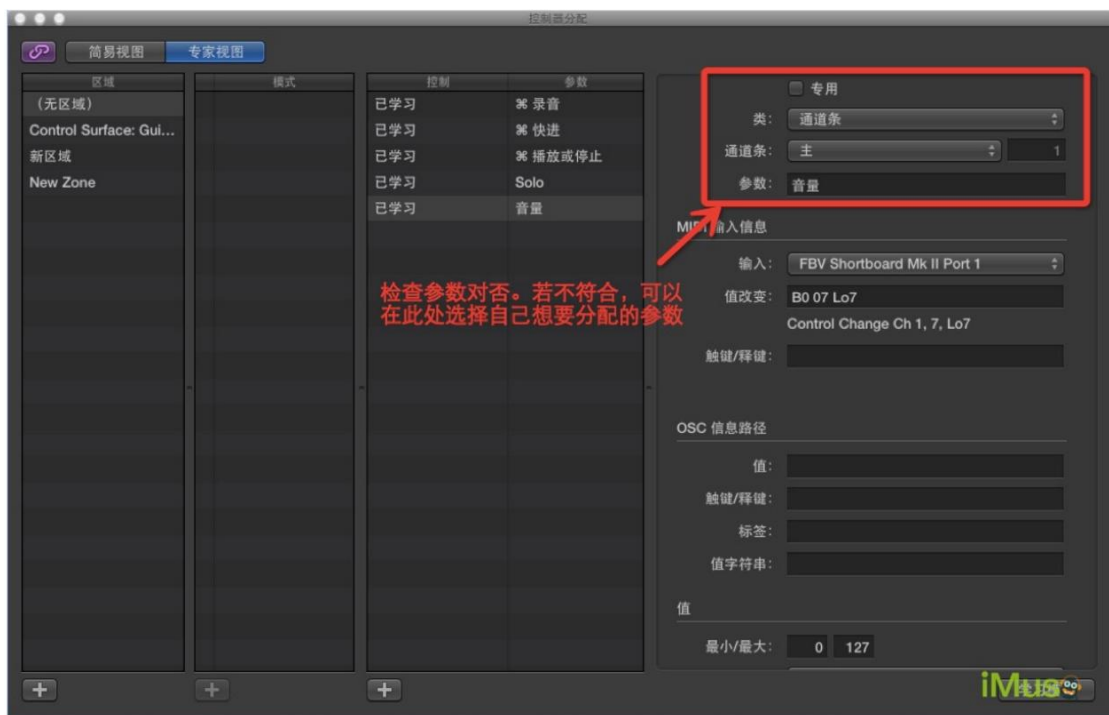 控制器分配
简易视图 专家视图
区域 模式 控制 参数
(无区域)
Control Surface: Gui...
新区域
New Zone
已学习 ⌘ 录音
已学习 ⌘ 快进
已学习 ⌘ 播放或停止
已学习 Solo
已学习 音量
专用
类: 通道条
通道条: 主 1
参数: 音量
输入信息
输入: FBV Shortboard Mk II Port 1
值改变: B0 07 Lo7
Control Change Ch 1, 7, Lo7
触键/释键:
检查参数对否。若不符合，可以
在此处选择自己想要分配的参数
OSC 信息路径
值:
触键/释键:
标签:
值字符串:
值
最小/最大: 0 127